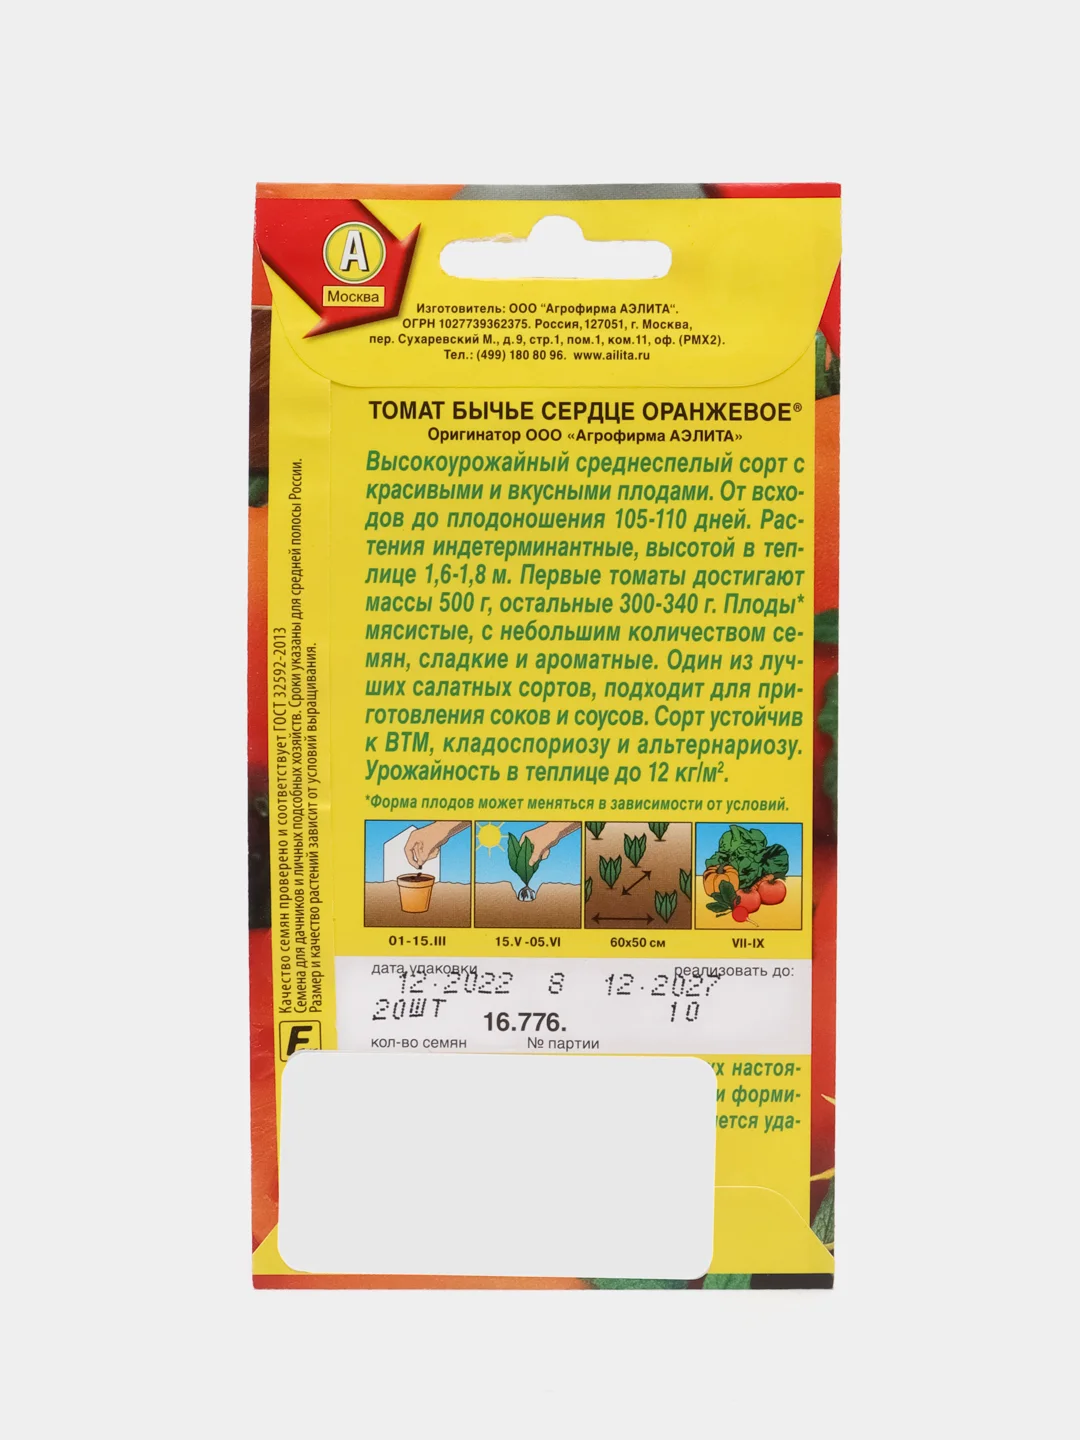 А
Москва
Изготовитель: ООО "Агрофирма АЭЛИТА".
ОГРН 1027739362375. Россия,127051, г. Москва,
пер. Сухаревский М., д.9, стр.1, пом.1, ком.11, оф. (РМХ2).
Тел.: (499) 180 80 96. www.ailita.ru
ТОМАТ БЫЧЬЕ СЕРДЦЕ ОРАНЖЕВОЕ®
Оригинатор ООО «Агрофирма АЭЛИТА»
Высокоурожайный среднеспелый сорт с
красивыми и вкусными плодами. От всхо-
дов до плодоношения 105-110 дней. Рас-
тения индетерминантные, высотой в теп-
лице 1,6-1,8 м. Первые томаты достигают
массы 500 г, остальные 300-340 г. Плоды*
мясистые, с небольшим количеством се-
мян, сладкие и ароматные. Один из луч-
ших салатных сортов, подходит для при-
готовления соков и соусов. Сорт устойчив
к ВТМ, кладоспориозу и альтернариозу.
Урожайность в теплице до 12 кг/м².
*Форма плодов может меняться в зависимости от условий.
01-15.III
15.V-05.VI
60х50 см
VII-IX
дата упаковки
реализовать до:
12.2022 8 12.2027
20ШТ
16.776.
10
кол-во семян
№ партии
настоя-
и форми-
уда-
Качество семян проверено и соответствует ГОСТ 32592-2013
Семена для дачников и личных подсобных хозяйств. Сроки указаны для средней полосы России.
Размер и качество растений зависит от условий выращивания.